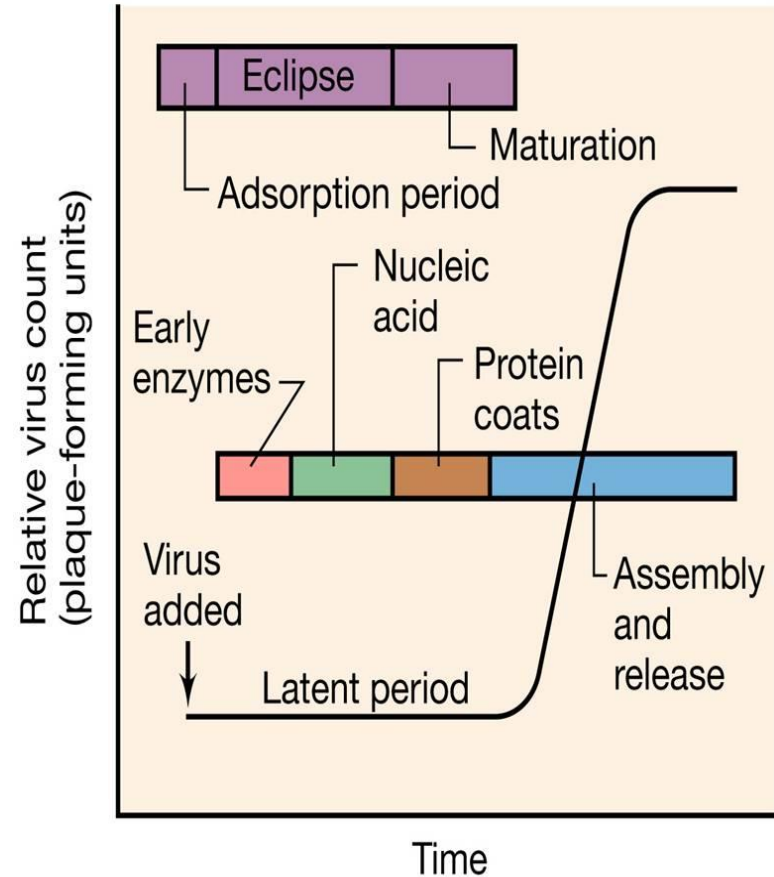 Eclipse
Maturation
Adsorption period
Nucleic
acid
Early
enzymes
Protein
coats
Virus
added
Assembly
and
release
Latent period
Relative virus count
(plaque-forming units)
Time